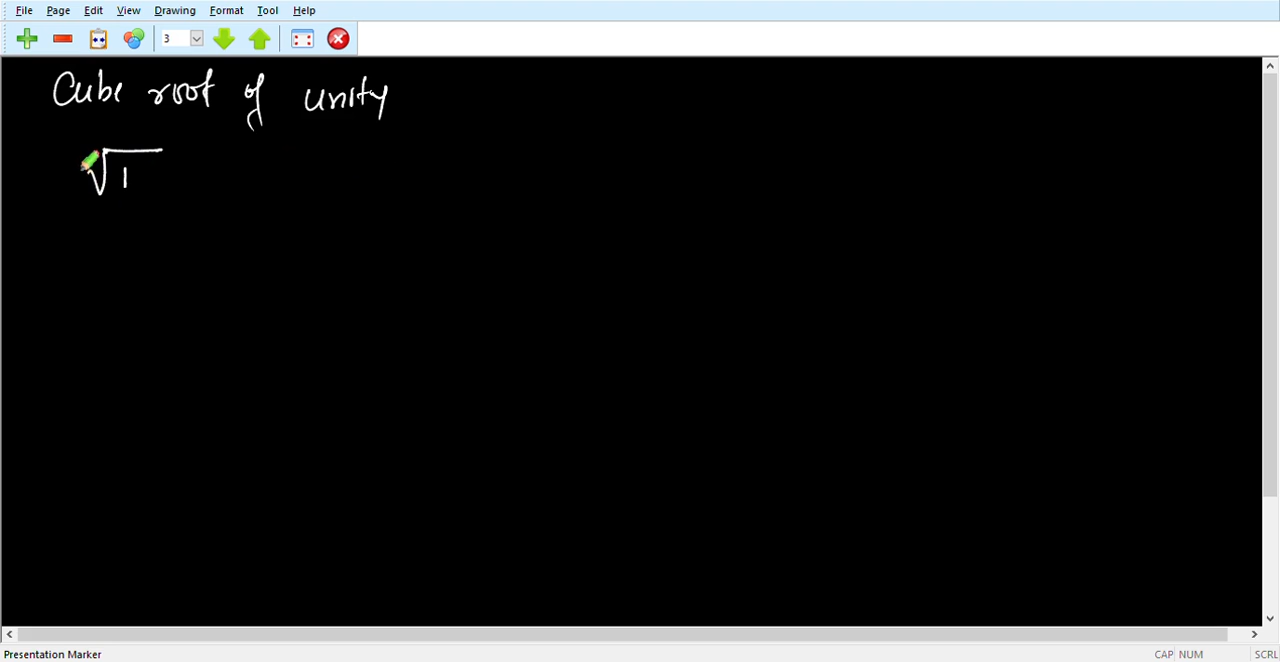 File Page Edit View Drawing Format Tool Help
3
Cube root of unity
√1
Presentation Marker CAP NUM SCRL